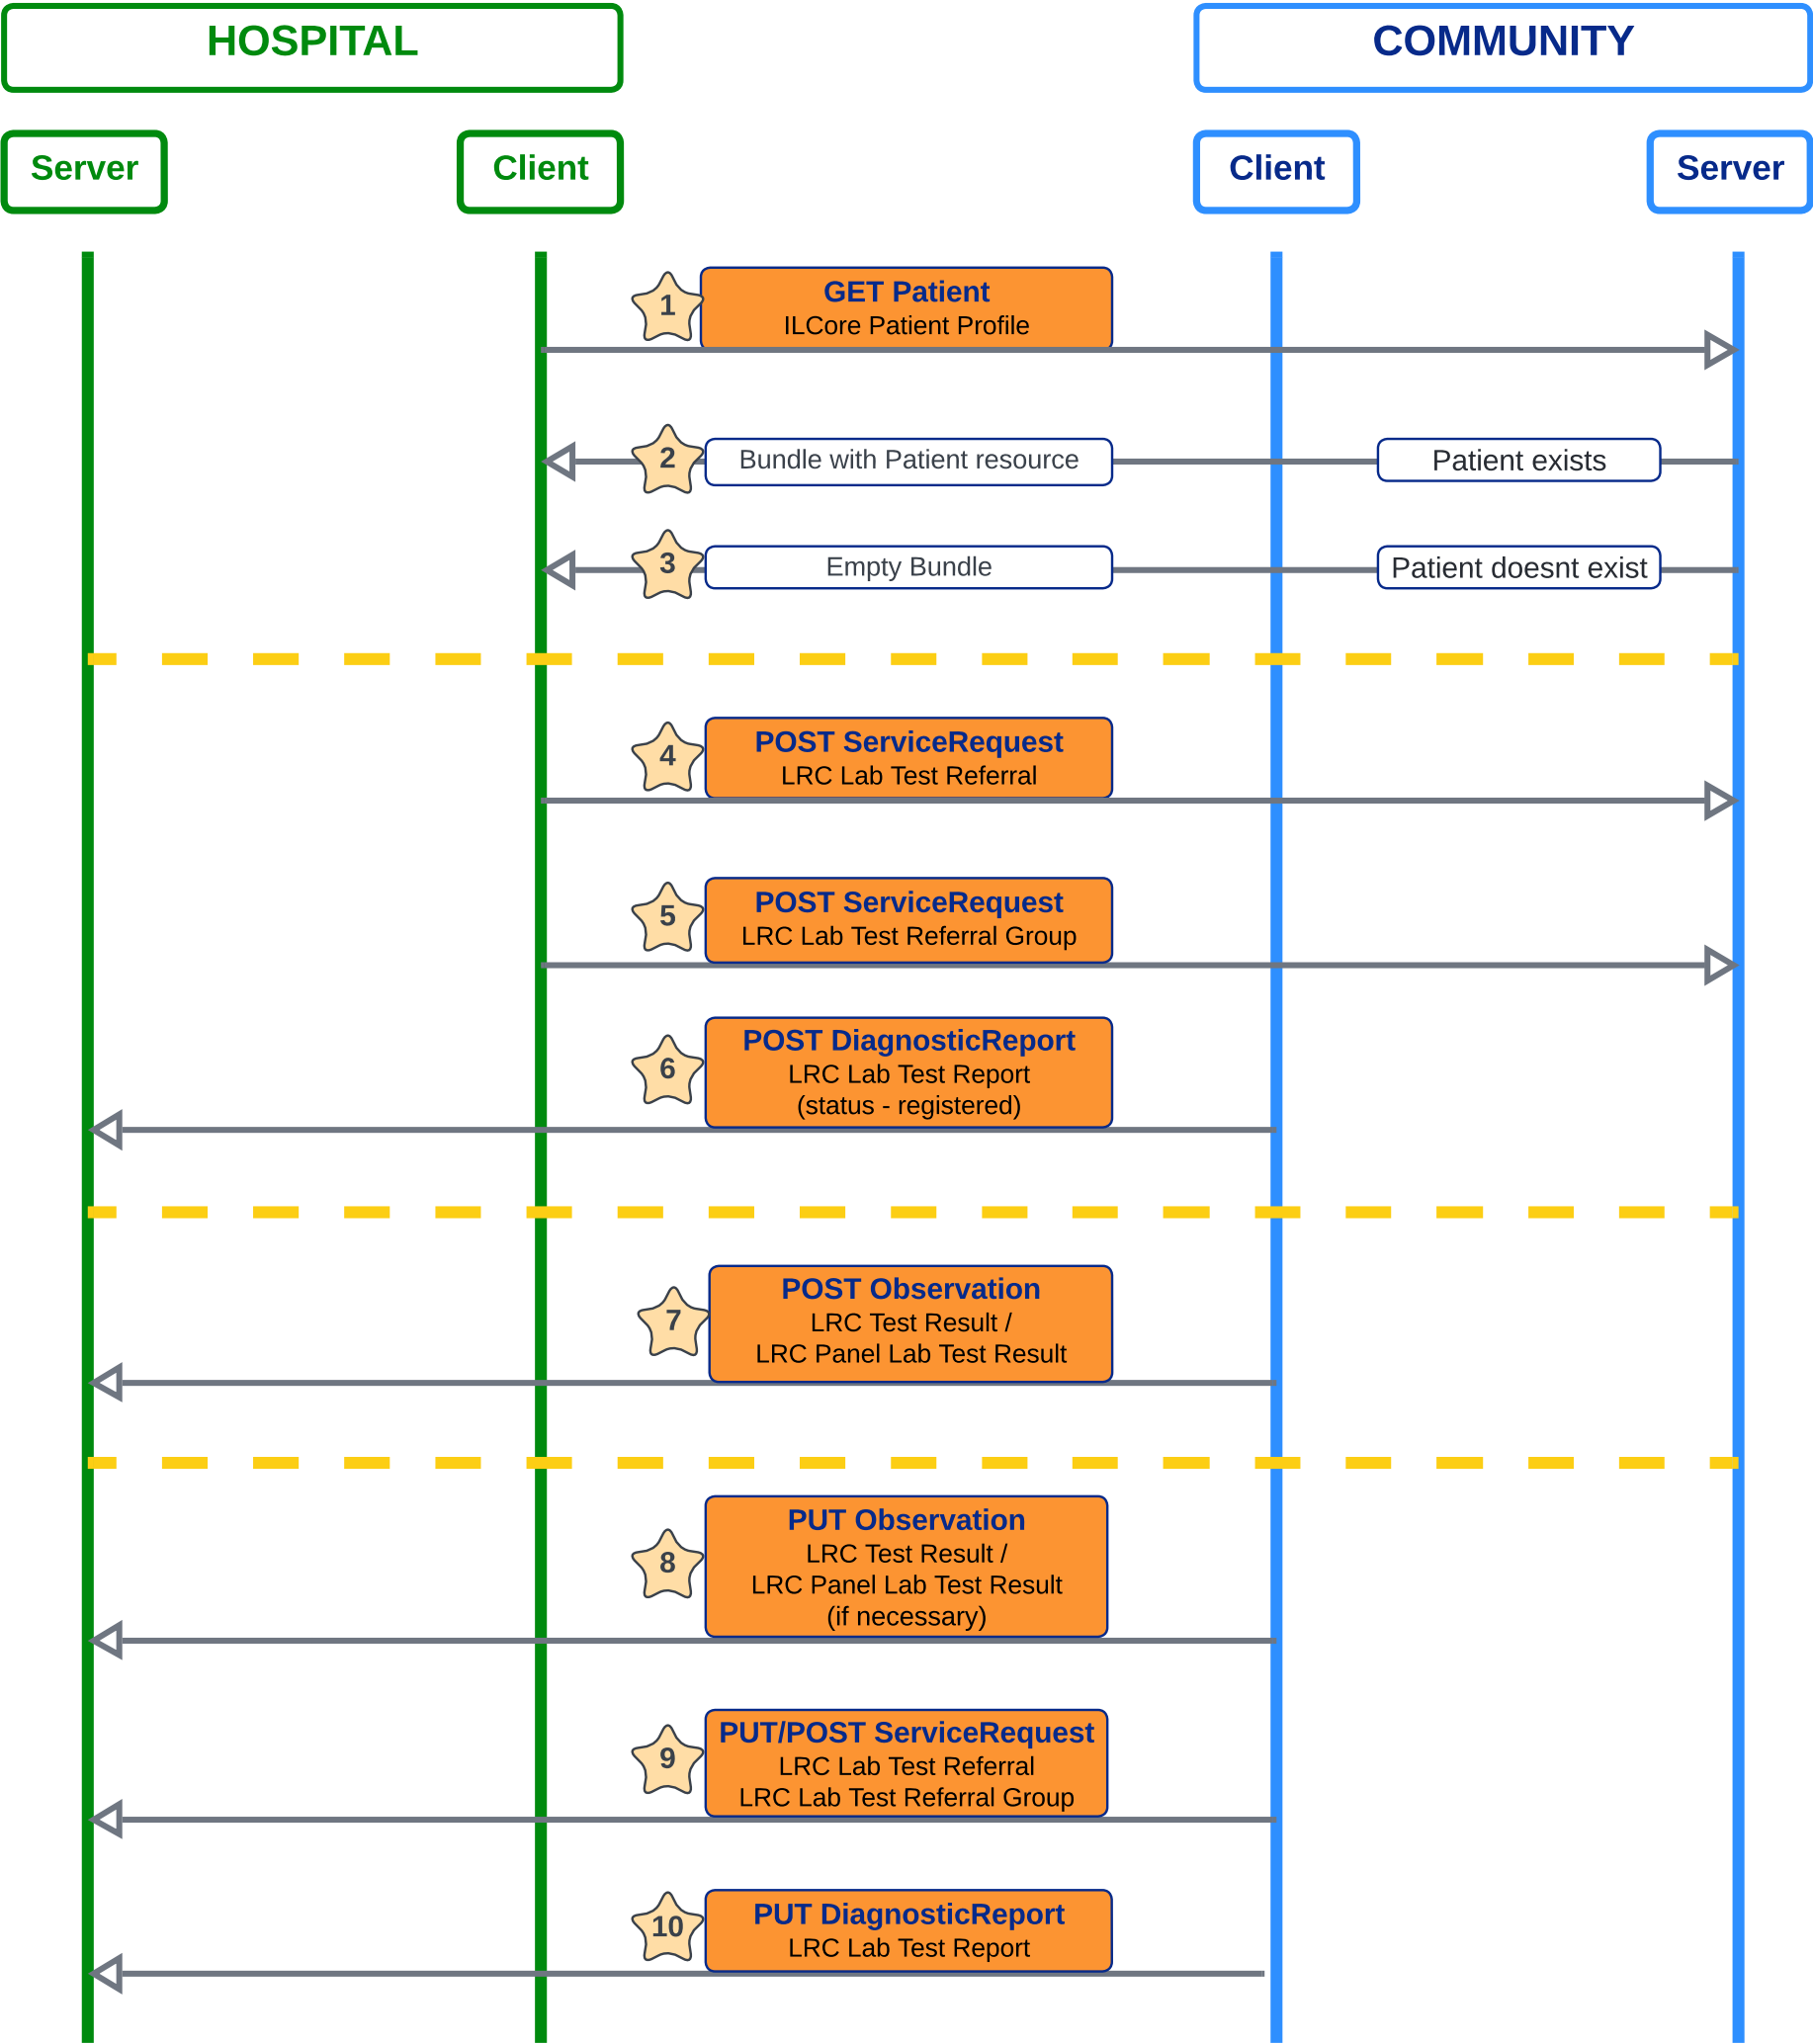 HOSPITAL
COMMUNITY
Server
Client
Client
Server
1
GET Patient
ILCore Patient Profile
2
Bundle with Patient resource
Patient exists
3
Empty Bundle
Patient doesnt exist
4
POST ServiceRequest
LRC Lab Test Referral
5
POST ServiceRequest
LRC Lab Test Referral Group
6
POST DiagnosticReport
LRC Lab Test Report
(status - registered)
7
POST Observation
LRC Test Result /
LRC Panel Lab Test Result
8
PUT Observation
LRC Test Result /
LRC Panel Lab Test Result
(if necessary)
9
PUT/POST ServiceRequest
LRC Lab Test Referral
LRC Lab Test Referral Group
10
PUT DiagnosticReport
LRC Lab Test Report